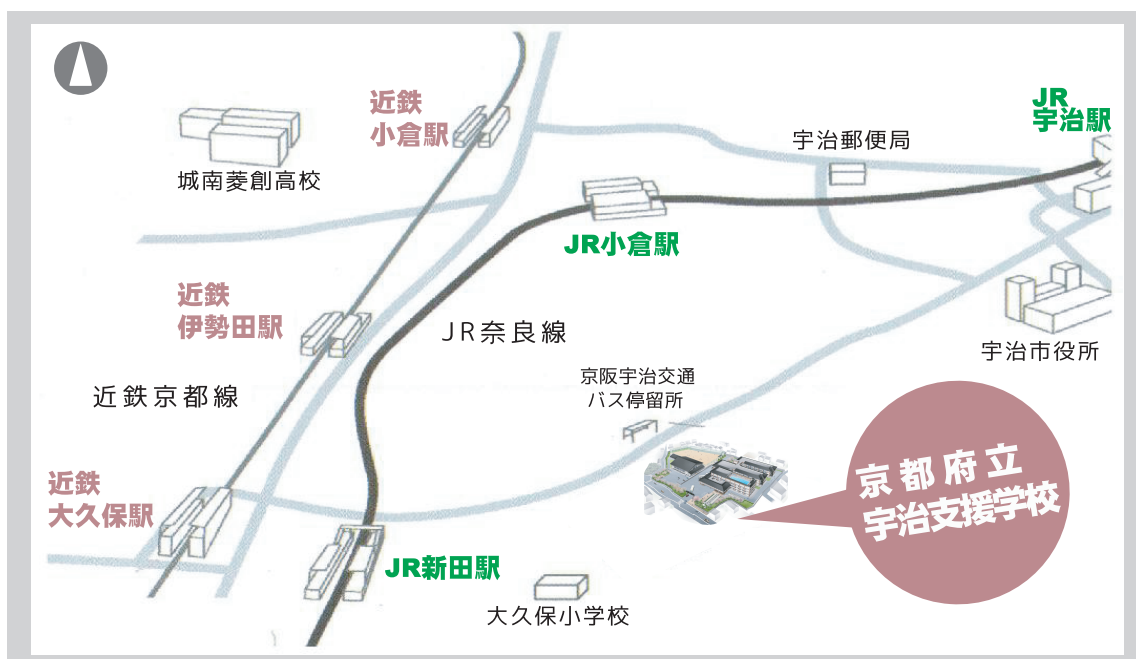 近鉄
小倉駅
JR
宇治駅
宇治郵便局
城南菱創高校
JR小倉駅
近鉄
伊勢田駅
JR奈良線
宇治市役所
京阪宇治交通
バス停留所
近鉄京都線
近鉄
大久保駅
京都府立
宇治支援学校
JR新田駅
大久保小学校